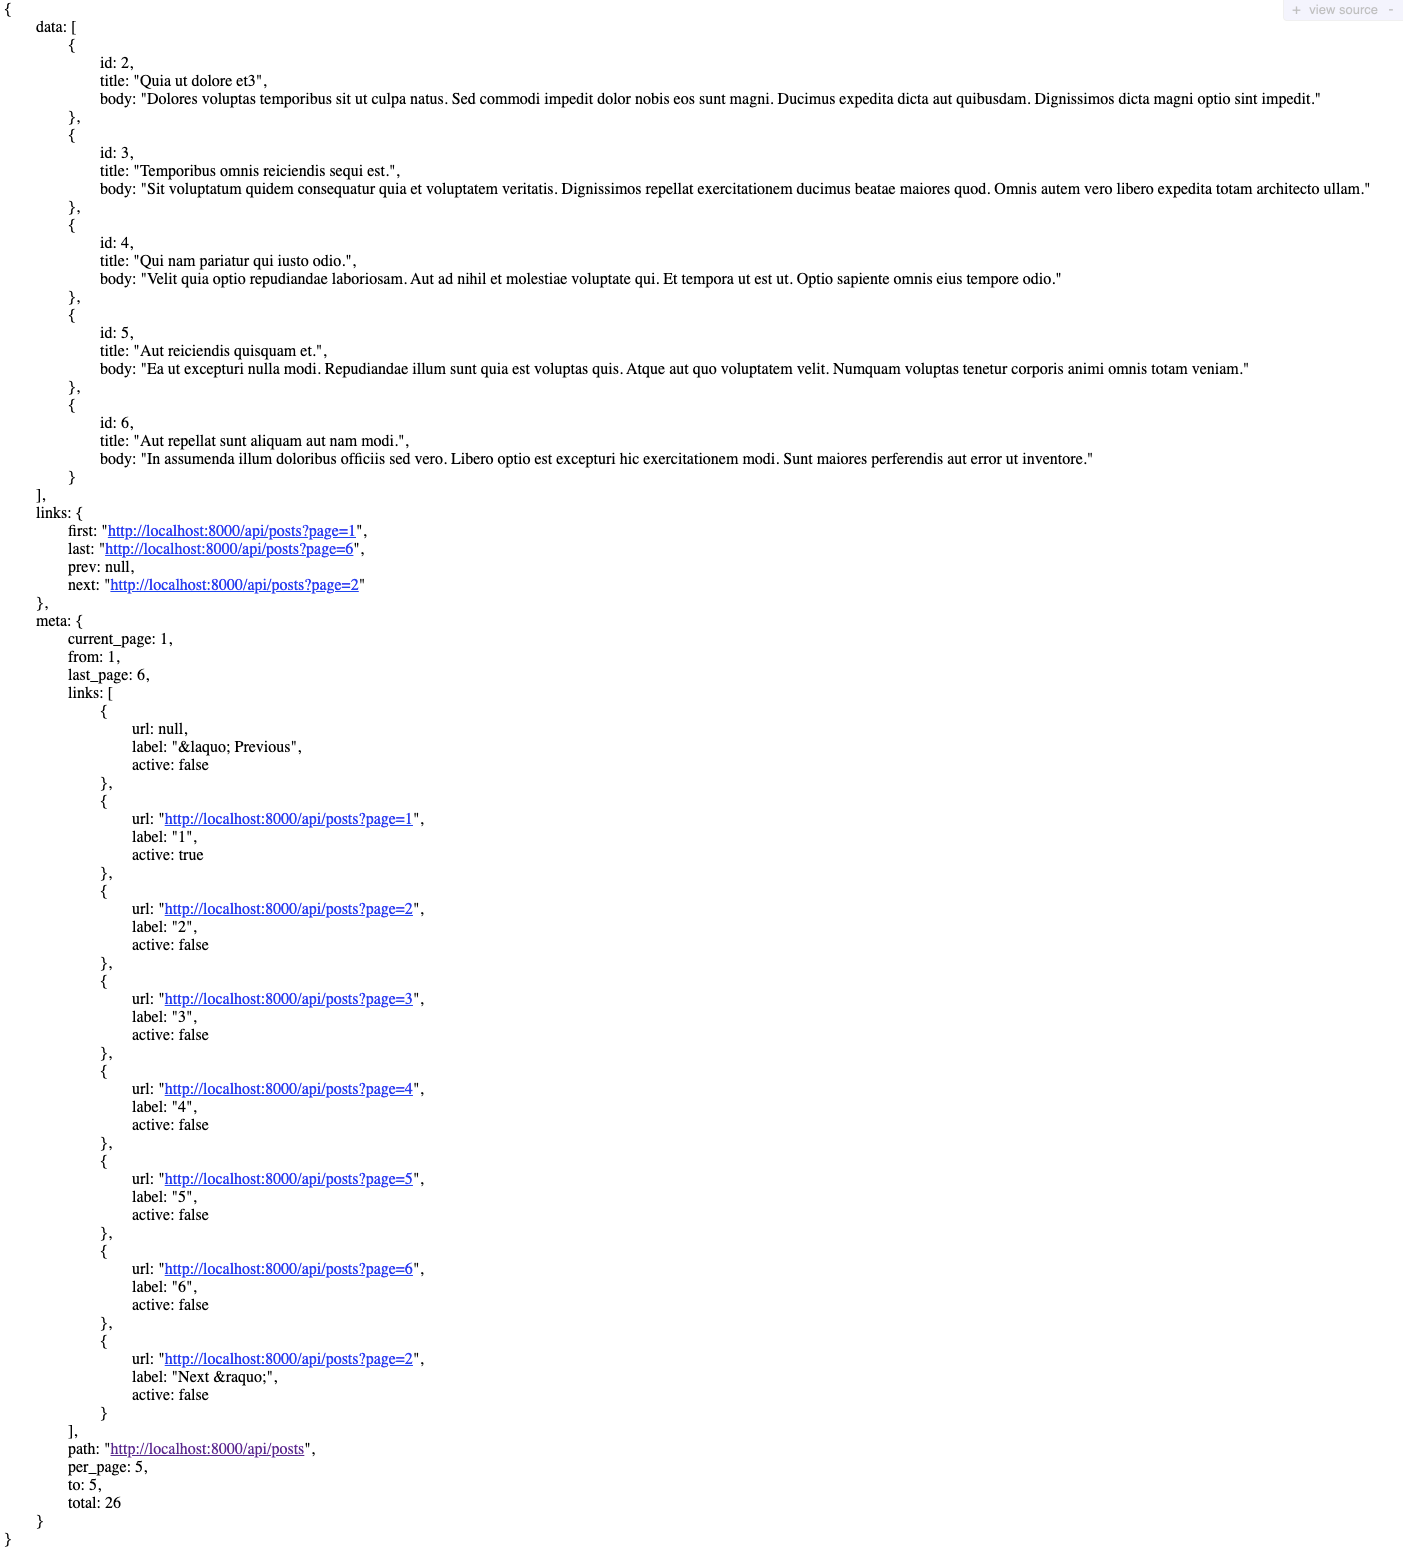 {
+ view source -
data: [
{
id: 2,
title: "Quia ut dolore et3",
body: "Dolores voluptas temporibus sit ut culpa natus. Sed commodi impedit dolor nobis eos sunt magni. Ducimus expedita dicta aut quibusdam. Dignissimos dicta magni optio sint impedit."
},
{
id: 3,
title: "Temporibus omnis reiciendis sequi est.",
body: "Sit voluptatum quidem consequatur quia et voluptatem veritatis. Dignissimos repellat exercitationem ducimus beatae maiores quod. Omnis autem vero libero expedita totam architecto ullam."
},
{
id: 4,
title: "Qui nam pariatur qui iusto odio.",
body: "Velit quia optio repudiandae laboriosam. Aut ad nihil et molestiae voluptate qui. Et tempora ut est ut. Optio sapiente omnis eius tempore odio."
},
{
id: 5,
title: "Aut reiciendis quisquam et.",
body: "Ea ut excepturi nulla modi. Repudiandae illum sunt quia est voluptas quis. Atque aut quo voluptatem velit. Numquam voluptas tenetur corporis animi omnis totam veniam."
},
{
id: 6,
title: "Aut repellat sunt aliquam aut nam modi.",
body: "In assumenda illum doloribus officiis sed vero. Libero optio est excepturi hic exercitationem modi. Sunt maiores perferendis aut error ut inventore."
}
],
links: {
first: "http://localhost:8000/api/posts?page=1",
last: "http://localhost:8000/api/posts?page=6",
prev: null,
next: "http://localhost:8000/api/posts?page=2"
},
meta: {
current_page: 1,
from: 1,
last_page: 6,
links: [
{
url: null,
label: "&laquo; Previous",
active: false
},
{
url: "http://localhost:8000/api/posts?page=1",
label: "1",
active: true
},
{
url: "http://localhost:8000/api/posts?page=2",
label: "2",
active: false
},
{
url: "http://localhost:8000/api/posts?page=3",
label: "3",
active: false
},
{
url: "http://localhost:8000/api/posts?page=4",
label: "4",
active: false
},
{
url: "http://localhost:8000/api/posts?page=5",
label: "5",
active: false
},
{
url: "http://localhost:8000/api/posts?page=6",
label: "6",
active: false
},
{
url: "http://localhost:8000/api/posts?page=2",
label: "Next &raquo;",
active: false
}
],
path: "http://localhost:8000/api/posts",
per_page: 5,
to: 5,
total: 26
}
}